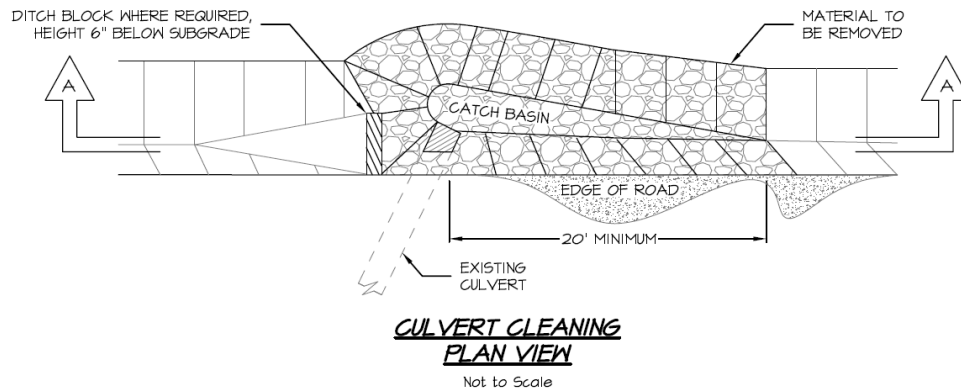 DITCH BLOCK WHERE REQUIRED,
HEIGHT 6" BELOW SUBGRADE
MATERIAL TO
BE REMOVED
A
A
CATCH BASIN
EDGE OF ROAD
20' MINIMUM
EXISTING
CULVERT
CULVERT CLEANING
PLAN VIEW
Not to Scale